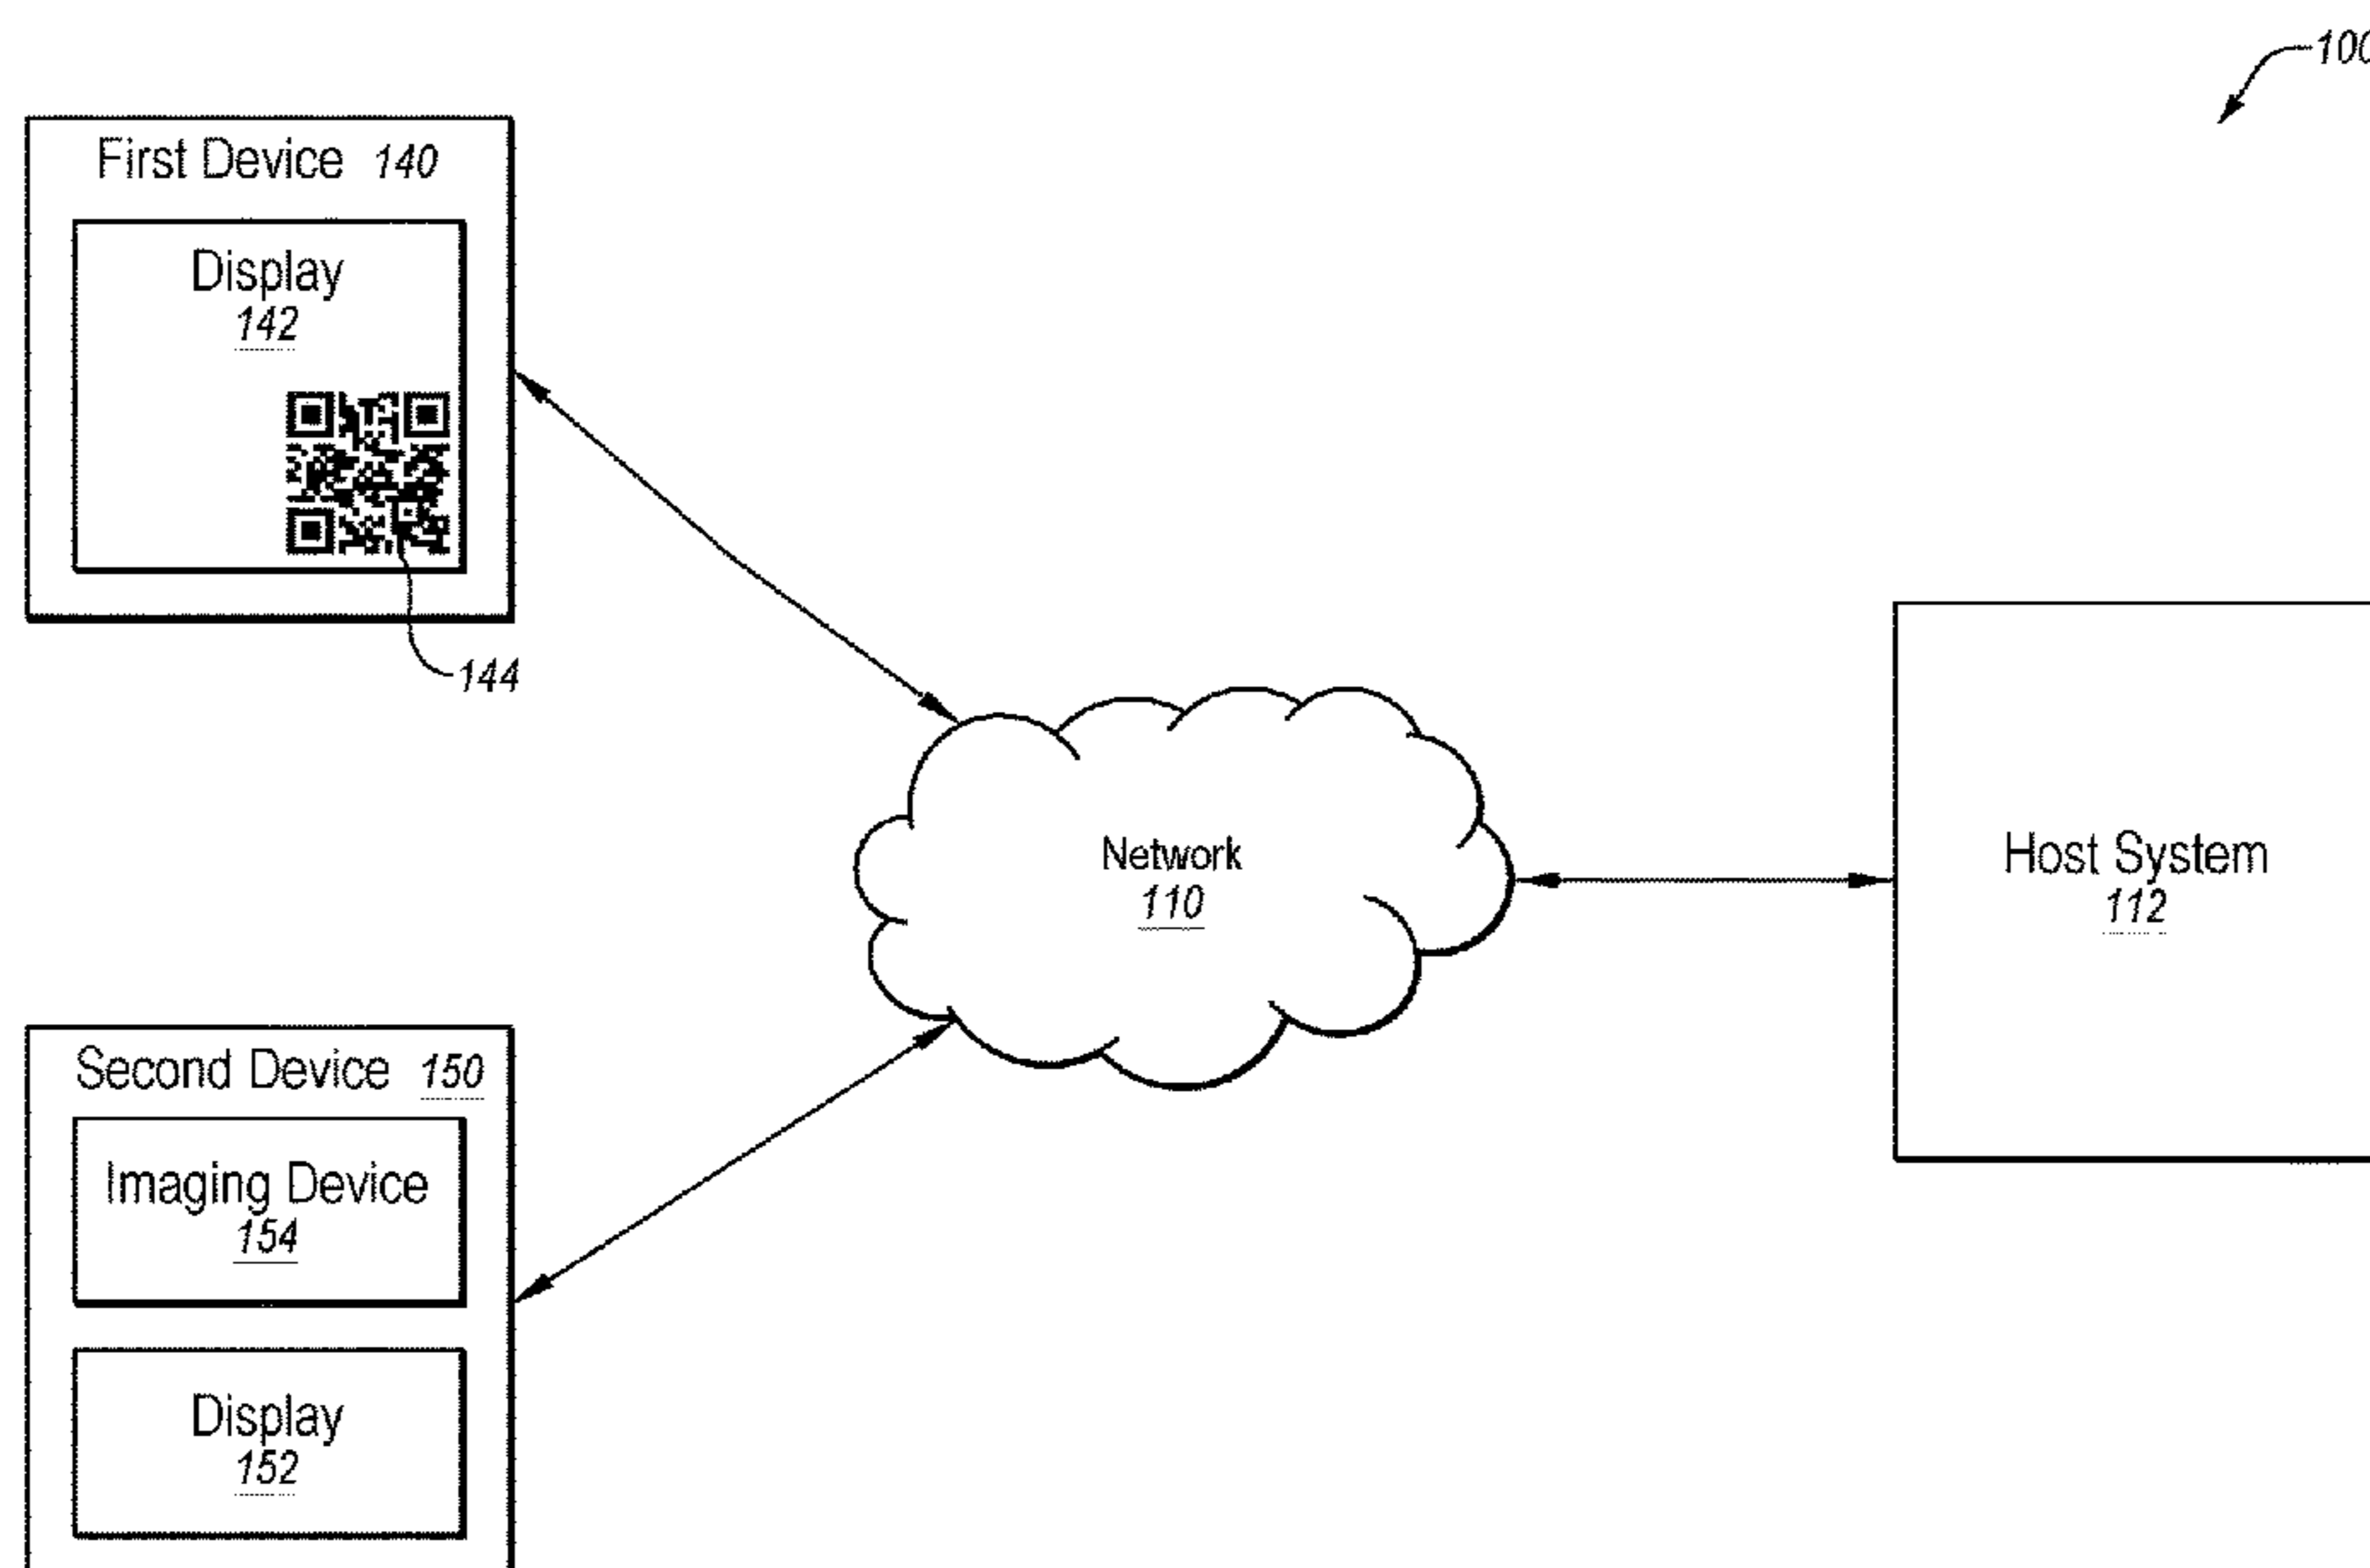 100
First Device 140
Display
142
144
Network
110
Host System
112
Second Device 150
Imaging Device
154
Display
152